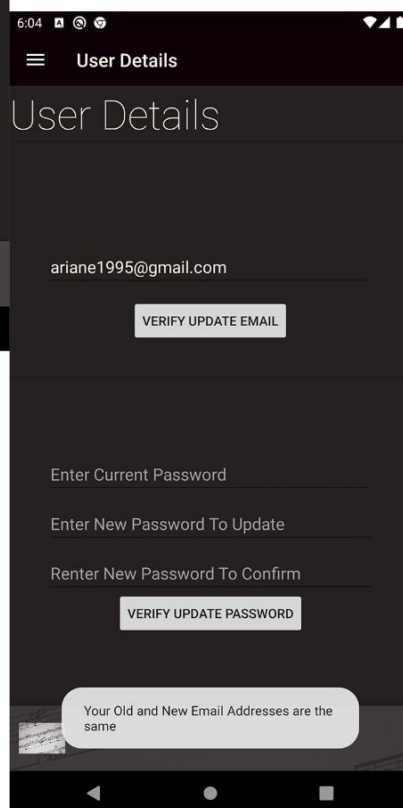 6:04
User Details
User Details
ariane1995@gmail.com
VERIFY UPDATE EMAIL
Enter Current Password
Enter New Password To Update
Renter New Password To Confirm
VERIFY UPDATE PASSWORD
Your Old and New Email Addresses are the
same